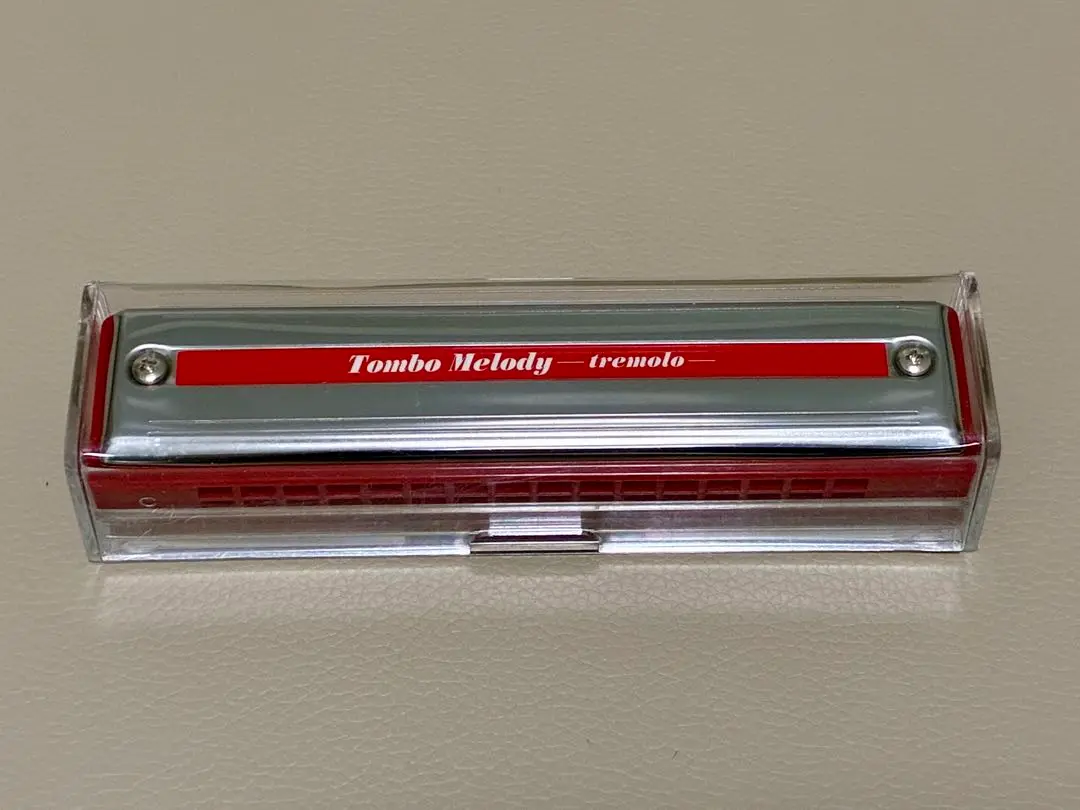 Tombo Melody — tremolo —
C